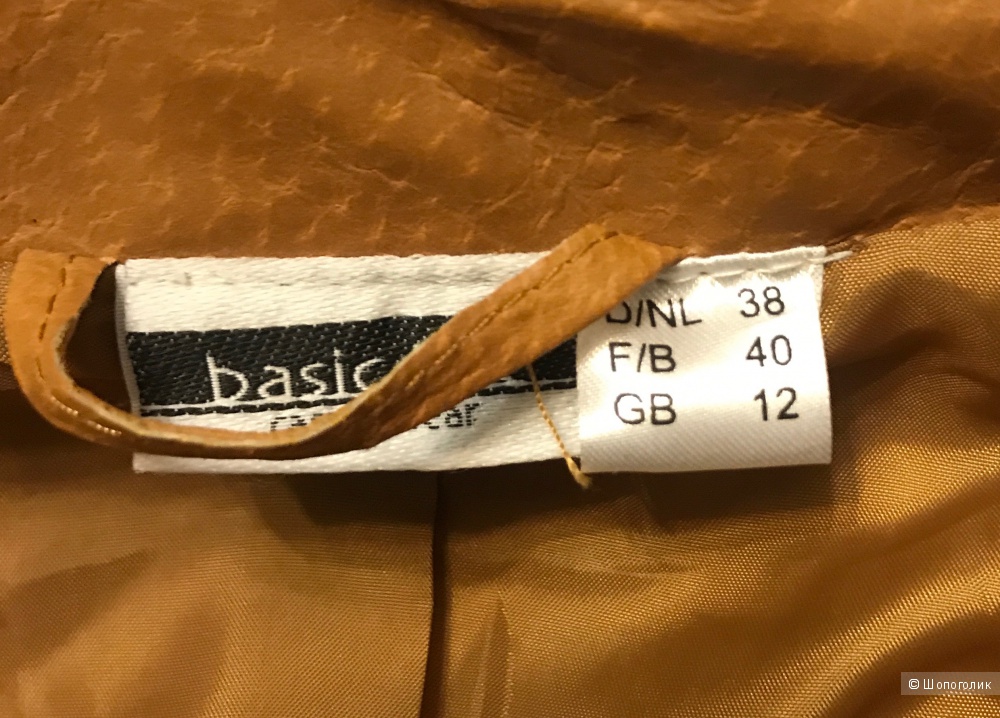 basic
D/NL 38
F/B 40
GB 12
© Шопоголик